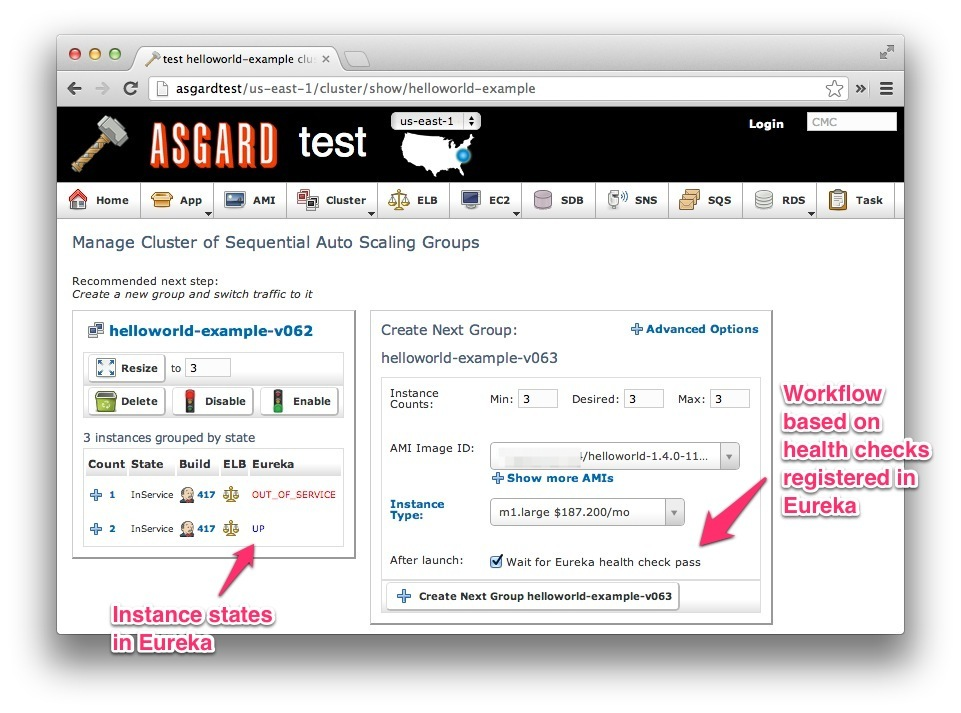 test helloworld-example clu
asgardtest/us-east-1/cluster/show/helloworld-example
ASGARD test
us-east-1
Login
CMC
Home App AMI Cluster ELB EC2 SDB SNS SQS RDS Task
Manage Cluster of Sequential Auto Scaling Groups
Recommended next step:
Create a new group and switch traffic to it
helloworld-example-v062
Resize to 3
Delete Disable Enable
3 instances grouped by state
Count State Build ELB Eureka
1 InService 417 OUT_OF_SERVICE
2 InService 417 UP
Instance states
in Eureka
Create Next Group:
Advanced Options
helloworld-example-v063
Instance
Counts:
Min: 3 Desired: 3 Max: 3
AMI Image ID:
/helloworld-1.4.0-11...
Show more AMIs
Instance
Type:
m1.large $187.200/mo
After launch:
Wait for Eureka health check pass
Create Next Group helloworld-example-v063
Workflow
based on
health checks
registered in
Eureka